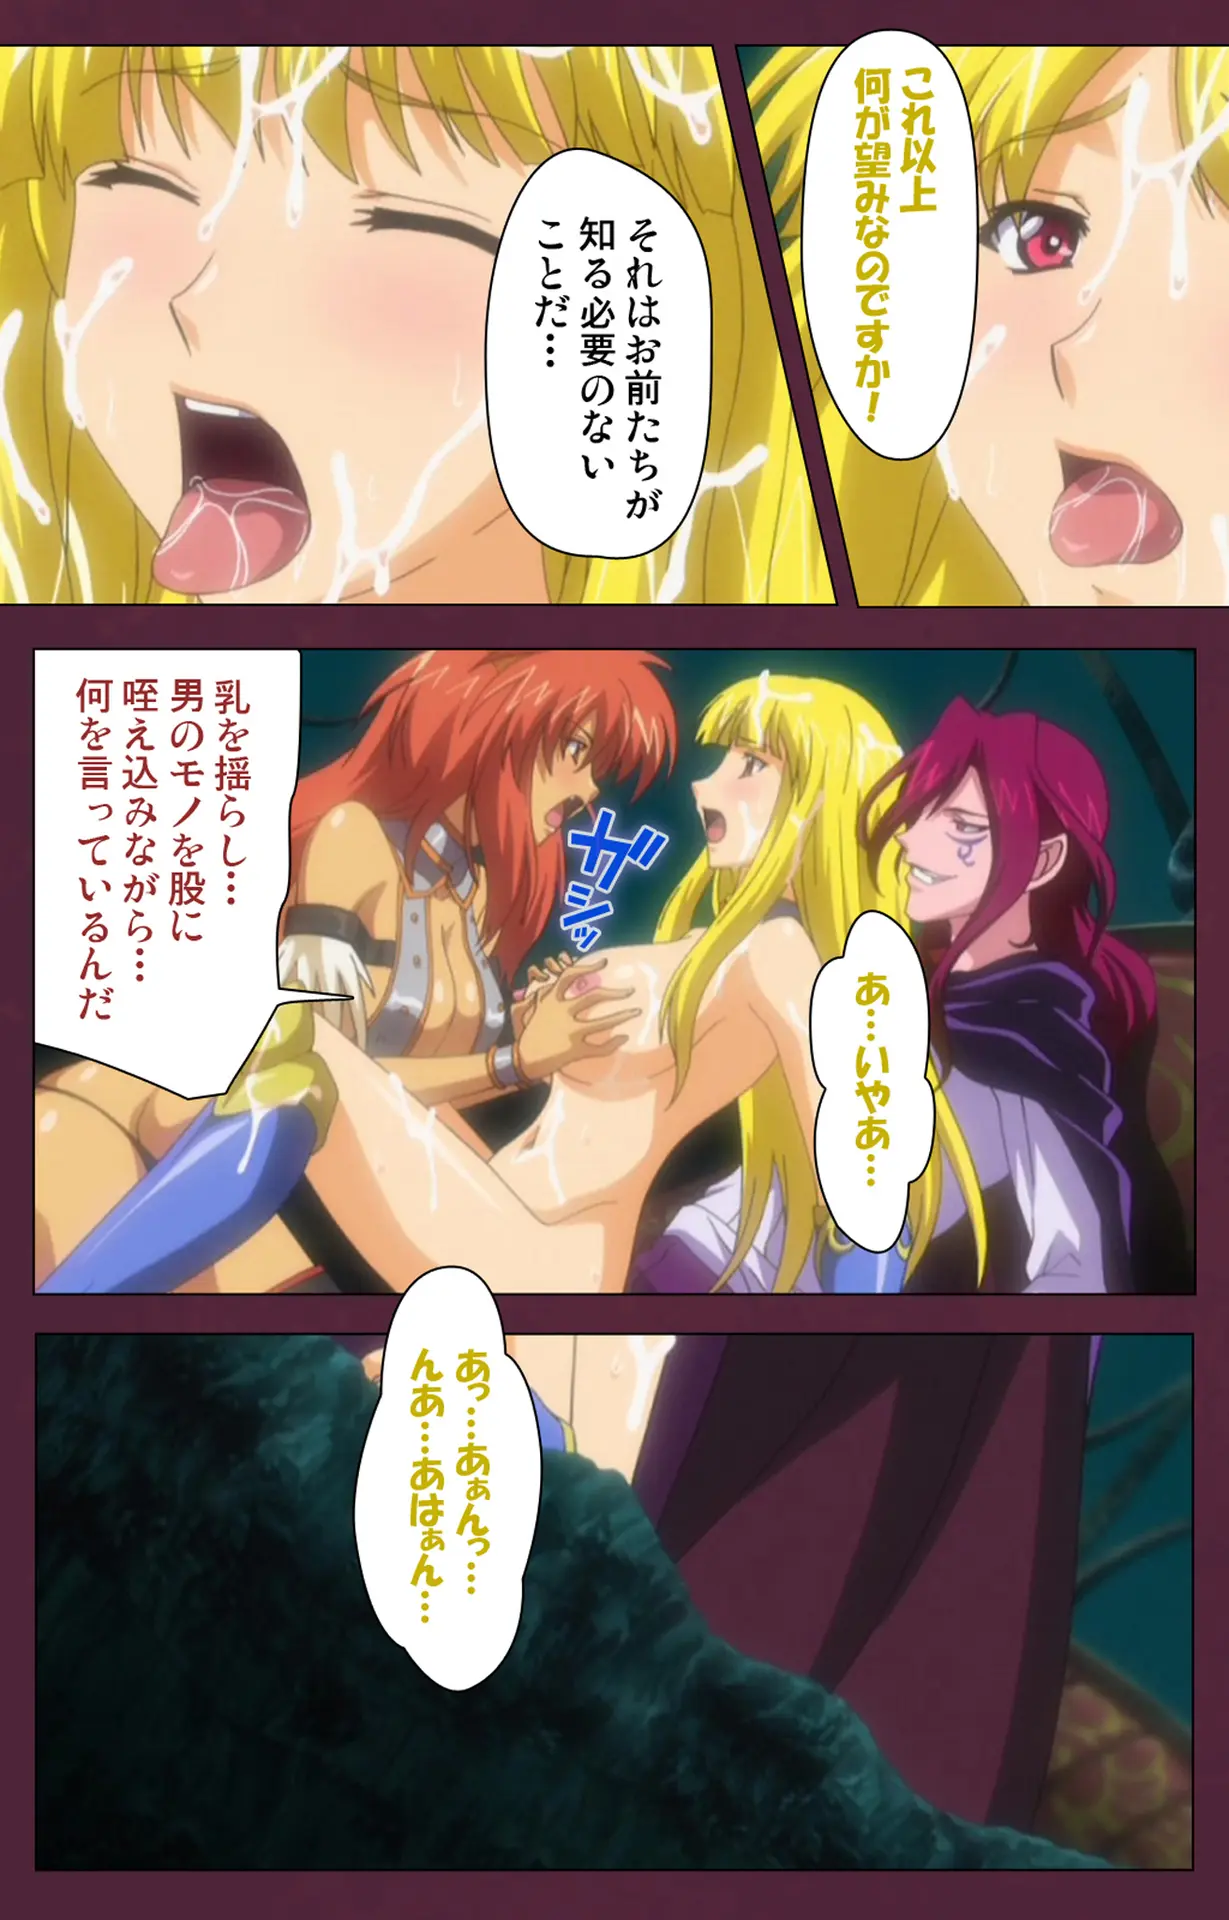 これ以上
何が望みなのですか！
それはお前たちが
知る必要のない
ことだ…
ガシッ
乳を揺らし…
男のモノを股に
咥え込みながら…
何を言っているんだ
あ…いやあ…
あっ…あぁんっ…
んあ…あはぁん…